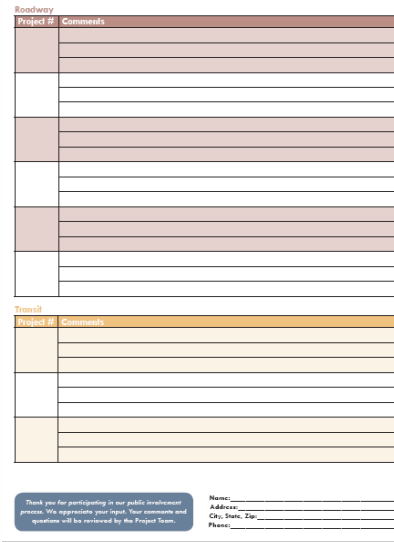 Roadway
Project # Comments
Transit
Project # Comments
Thank you for participating in our public involvement
process. We appreciate your input. Your comments and
questions will be reviewed by the Project Team.
Name:
Address:
City, State, Zip:
Phone: